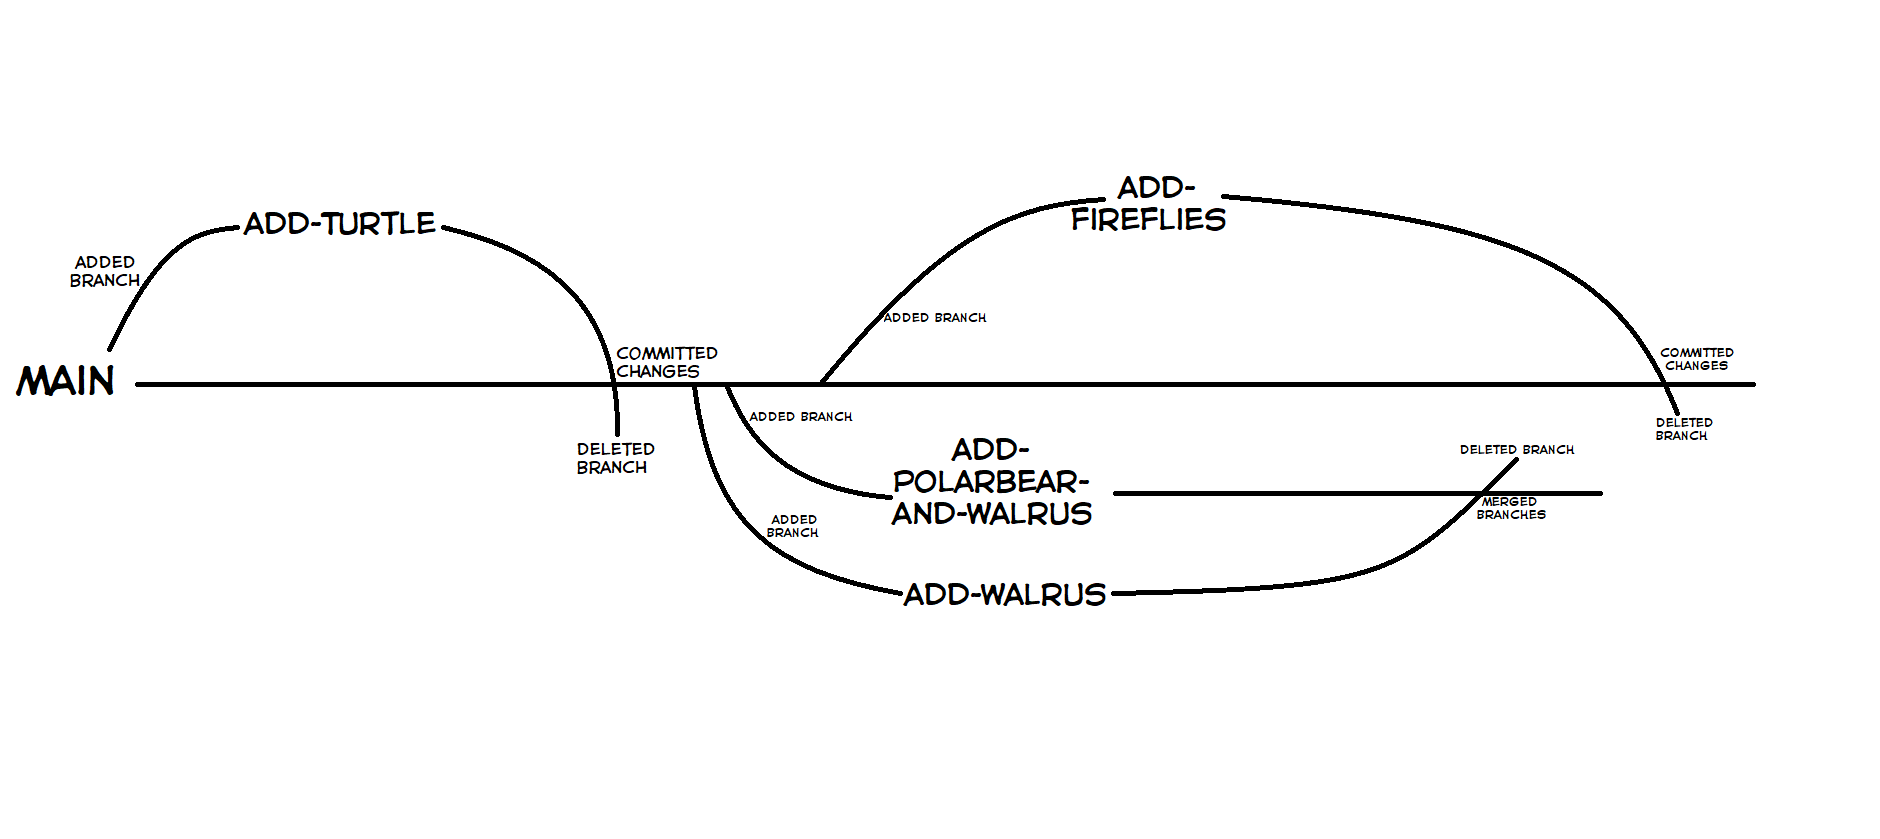 ADD-
FIREFLIES
ADD-TURTLE
ADDED
BRANCH
ADDED BRANCH
COMMITTED
CHANGES
COMMITTED
CHANGES
MAIN
ADDED BRANCH
DELETED
BRANCH
DELETED
BRANCH
ADD-
POLARBEAR-
AND-WALRUS
DELETED BRANCH
MERGED
BRANCHES
ADDED
BRANCH
ADD-WALRUS